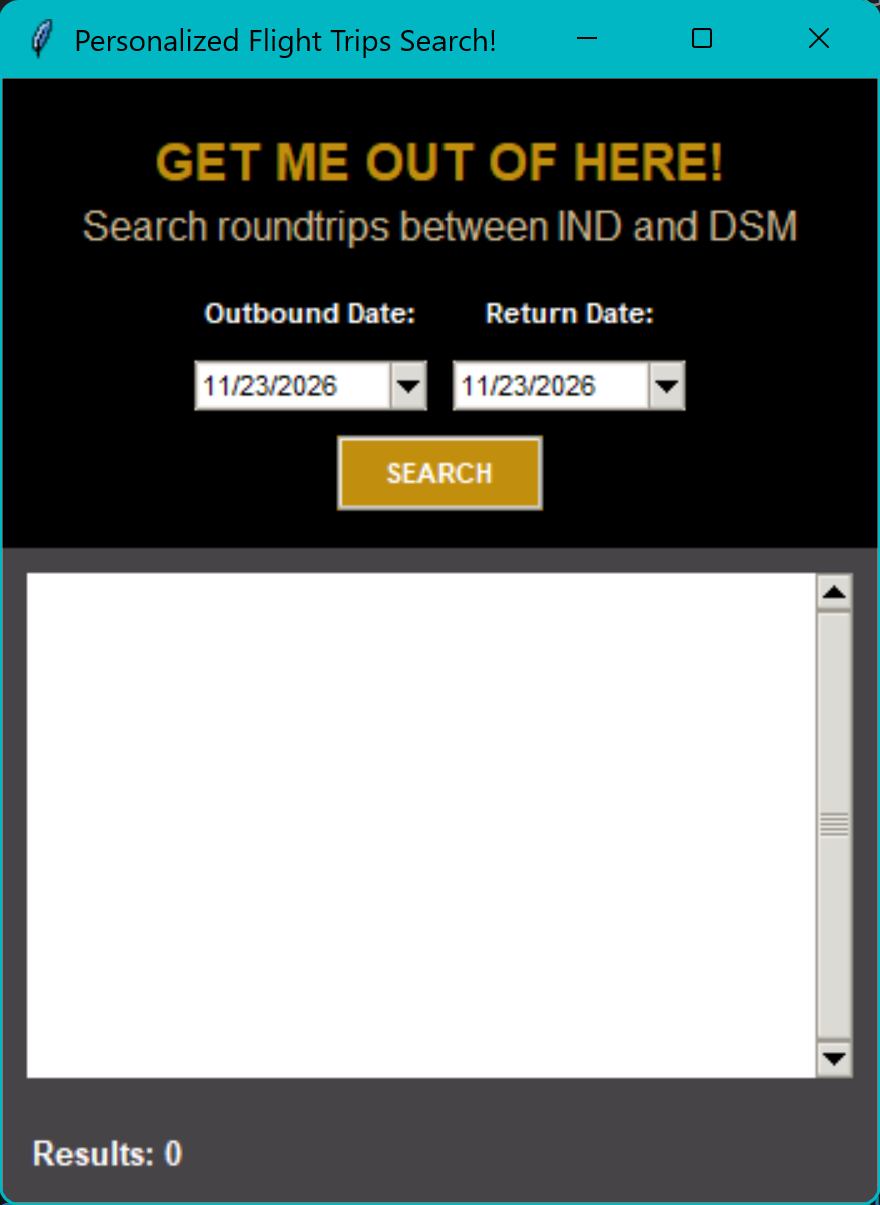 Personalized Flight Trips Search!
GET ME OUT OF HERE!
Search roundtrips between IND and DSM
Outbound Date: Return Date:
11/23/2026 11/23/2026
SEARCH
Results: 0